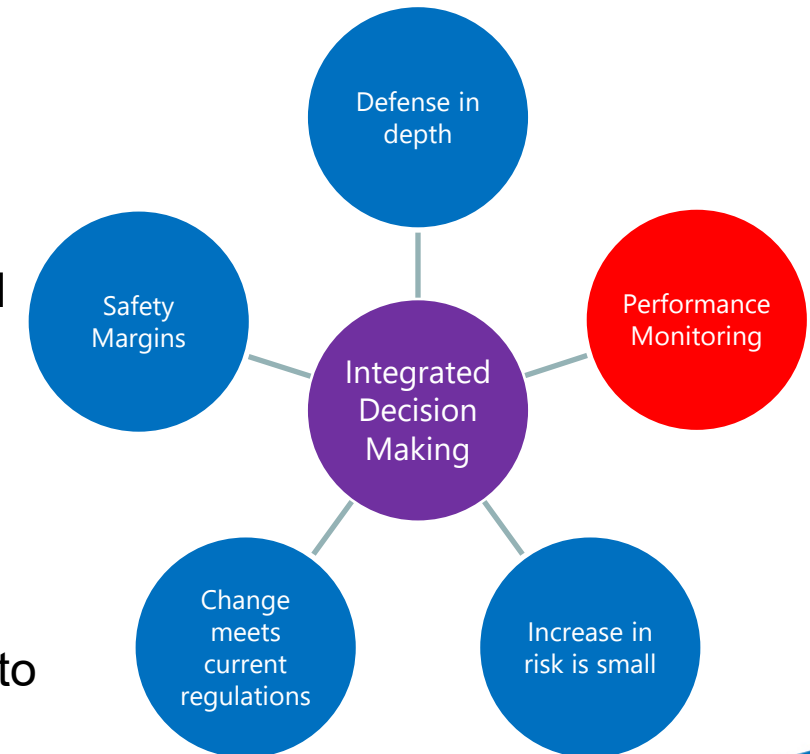 Defense in
depth
Safety
Margins
Performance
Monitoring
Integrated
Decision
Making
Change
meets
current
regulations
Increase in
risk is small
to